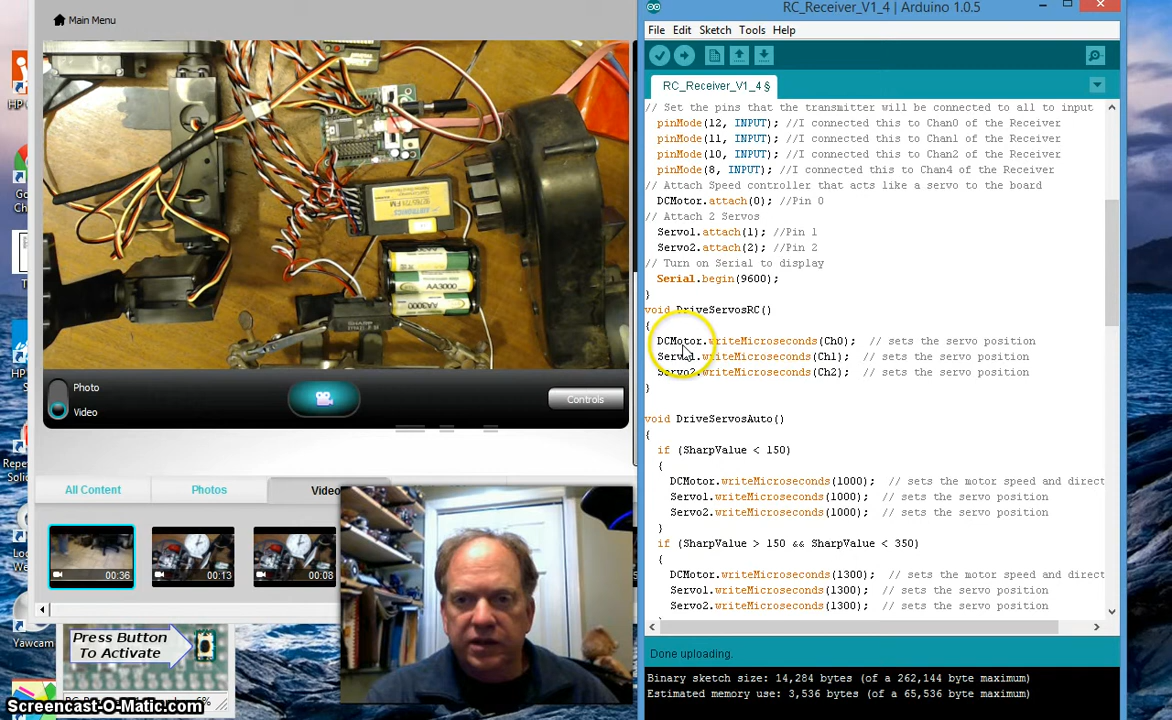 Main Menu
Photo
Video
Controls
All Content
Photos
Video
00:36
00:13
00:08
Press Button
To Activate
Yawcam
Screencast-O-Matic.com
RC_Receiver_V1_4 | Arduino 1.0.5
File Edit Sketch Tools Help
RC_Receiver_V1_4 §
// Set the pins that the transmitter will be connected to all to input
pinMode(12, INPUT); //I connected this to Chan0 of the Receiver
pinMode(11, INPUT); //I connected this to Chan1 of the Receiver
pinMode(10, INPUT); //I connected this to Chan2 of the Receiver
pinMode(8, INPUT); //I connected this to Chan4 of the Receiver
// Attach Speed controller that acts like a servo to the board
DCMotor.attach(0); //Pin 0
// Attach 2 Servos
Servo1.attach(1); //Pin 1
Servo2.attach(2); //Pin 2
// Turn on Serial to display
Serial.begin(9600);
}
void DriveServosRC()
{
DCMotor.writeMicroseconds(Ch0); // sets the servo position
Servo1.writeMicroseconds(Ch1); // sets the servo position
Servo2.writeMicroseconds(Ch2); // sets the servo position
}
void DriveServosAuto()
{
if (SharpValue < 150)
{
DCMotor.writeMicroseconds(1000); // sets the motor speed and direct
Servo1.writeMicroseconds(1000); // sets the servo position
Servo2.writeMicroseconds(1000); // sets the servo position
}
if (SharpValue > 150 && SharpValue < 350)
{
DCMotor.writeMicroseconds(1300); // sets the motor speed and direct
Servo1.writeMicroseconds(1300); // sets the servo position
Servo2.writeMicroseconds(1300); // sets the servo position
Done uploading.
Binary sketch size: 14,284 bytes (of a 262,144 byte maximum)
Estimated memory use: 3,536 bytes (of a 65,536 byte maximum)